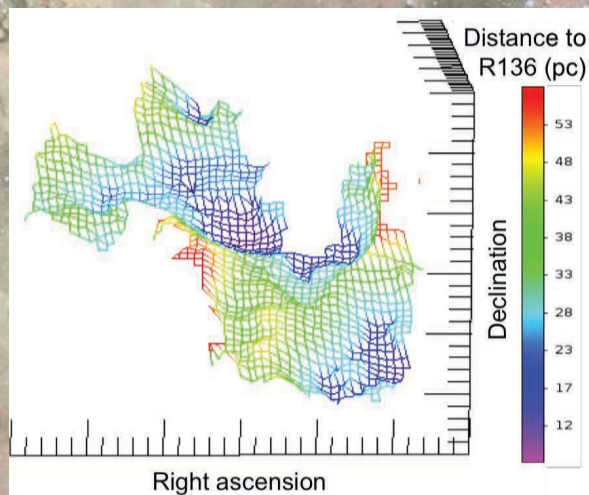 Distance to
R136 (pc)
53
48
43
38
33
28
23
17
12
Declination
Right ascension